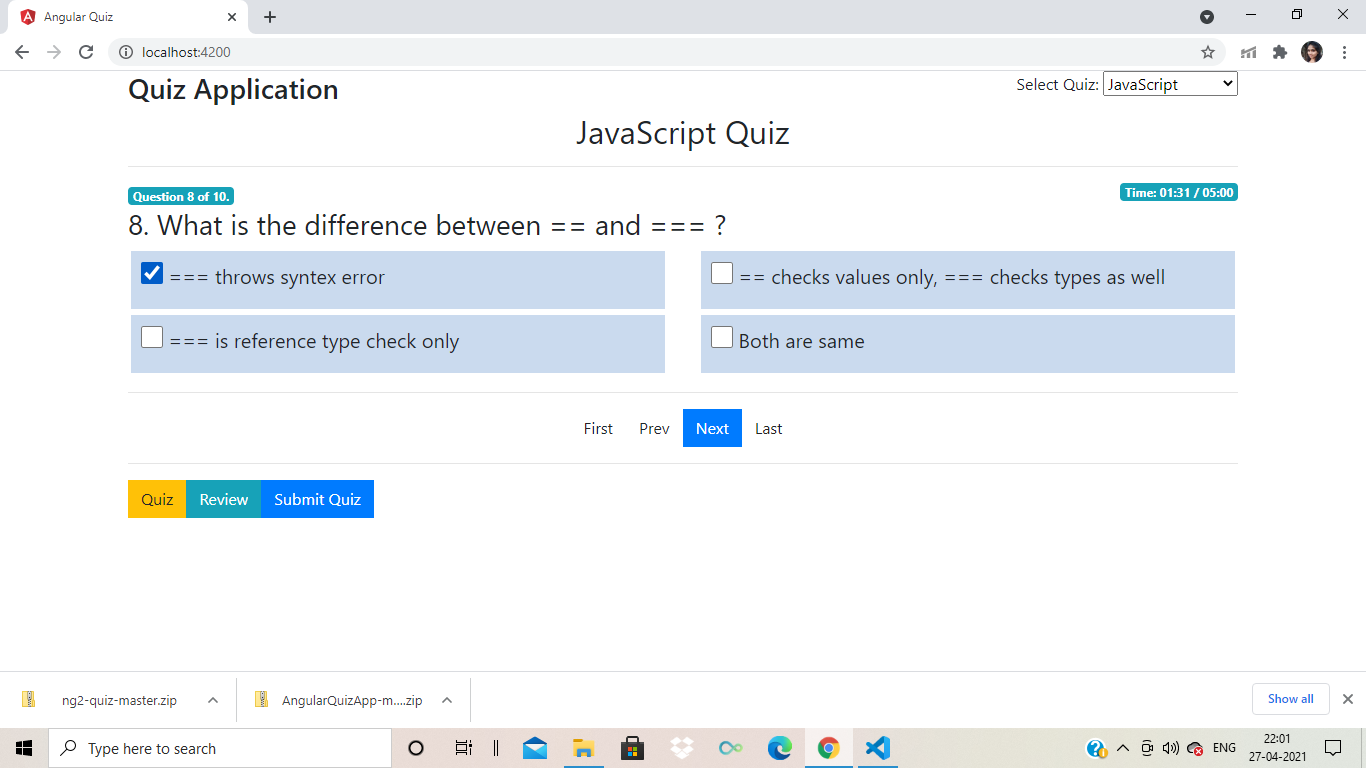 Angular Quiz
localhost:4200
Quiz Application
Select Quiz: JavaScript
JavaScript Quiz
Question 8 of 10.
Time: 01:31 / 05:00
8. What is the difference between == and === ?
=== throws syntex error
== checks values only, === checks types as well
=== is reference type check only
Both are same
First Prev Next Last
Quiz Review Submit Quiz
ng2-quiz-master.zip
AngularQuizApp-m....zip
Show all
Type here to search
ENG
22:01
27-04-2021